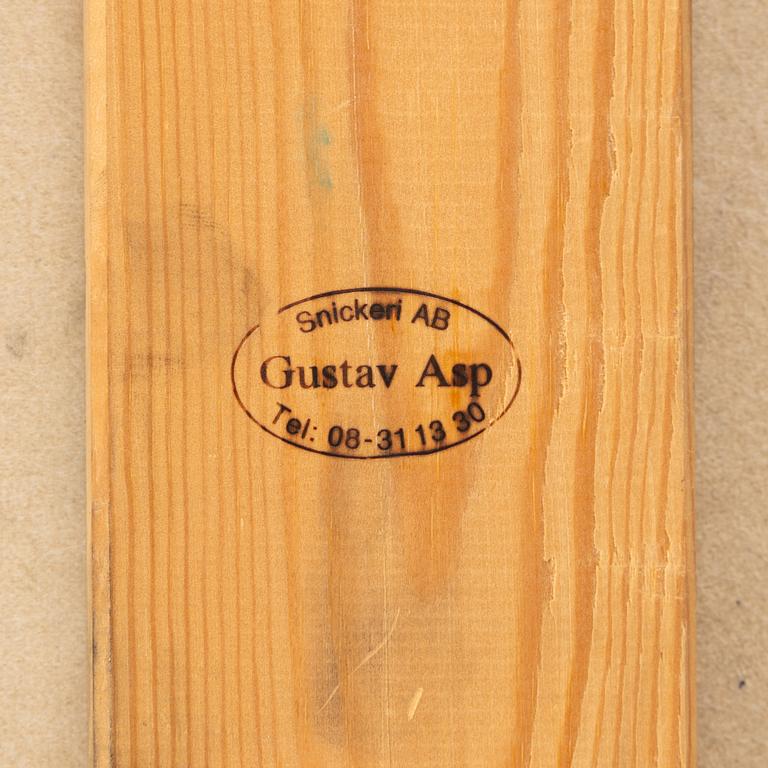 Snickeri AB
Gustav Asp
Tel: 08-31 13 30